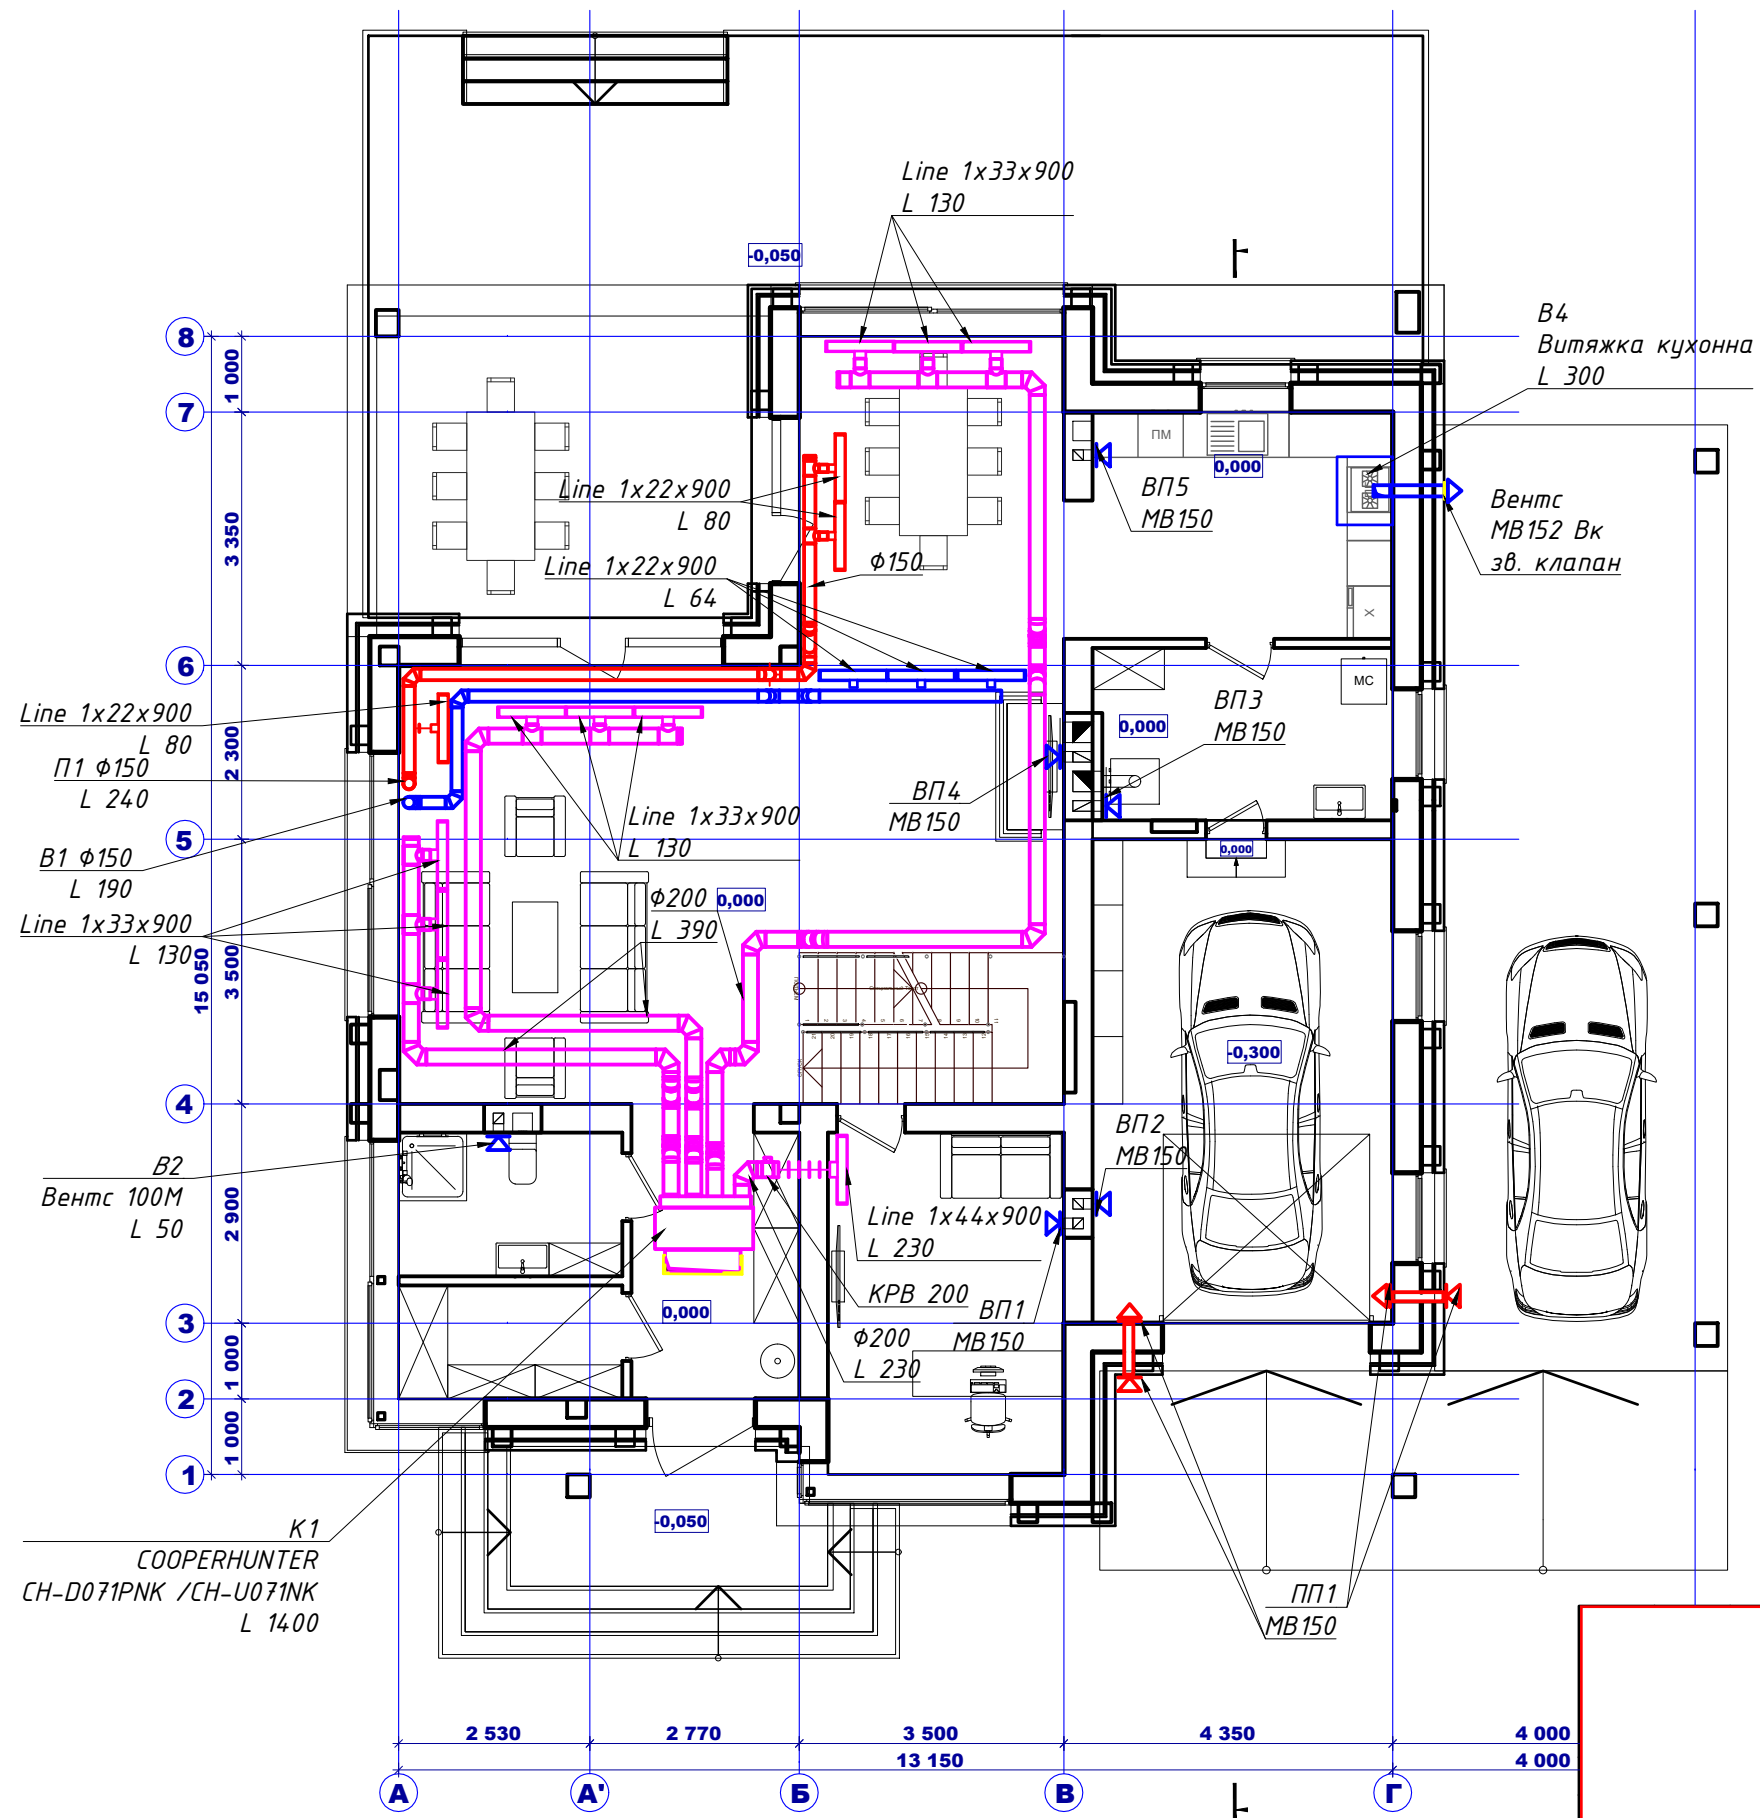 Line 1x33x900
L 130
-0,050
В4
Витяжка кухонна
L 300
8
1 000
7
ПМ
0,000
Line 1x22x900
L 80
ВП5
МВ150
Вентс
МВ152 Вк
зв. клапан
3 350
Line 1x22x900
L 64
Ф150
X
6
МС
Line 1x22x900
L 80
ВП3
МВ150
0,000
2 300
П1 Ф150
L 240
ВП4
МВ150
Line 1x33x900
L 130
5
0,000
В1 Ф150
L 190
Ф200
L 390
0,000
Line 1x33x900
L 130
15 050
3 500
-0,300
4
ВП2
МВ150
В2
Вентс 100М
L 50
2 900
Line 1x44x900
L 230
КРВ 200
ВП1
МВ150
0,000
3
Ф200
L 230
1 000
2
1 000
1
К1
COOPERHUNTER
CH-D071PNK /CH-U071NK
L 1400
-0,050
ПП1
МВ150
2 530
2 770
3 500
4 350
4 000
13 150
4 000
А
А'
Б
В
Г